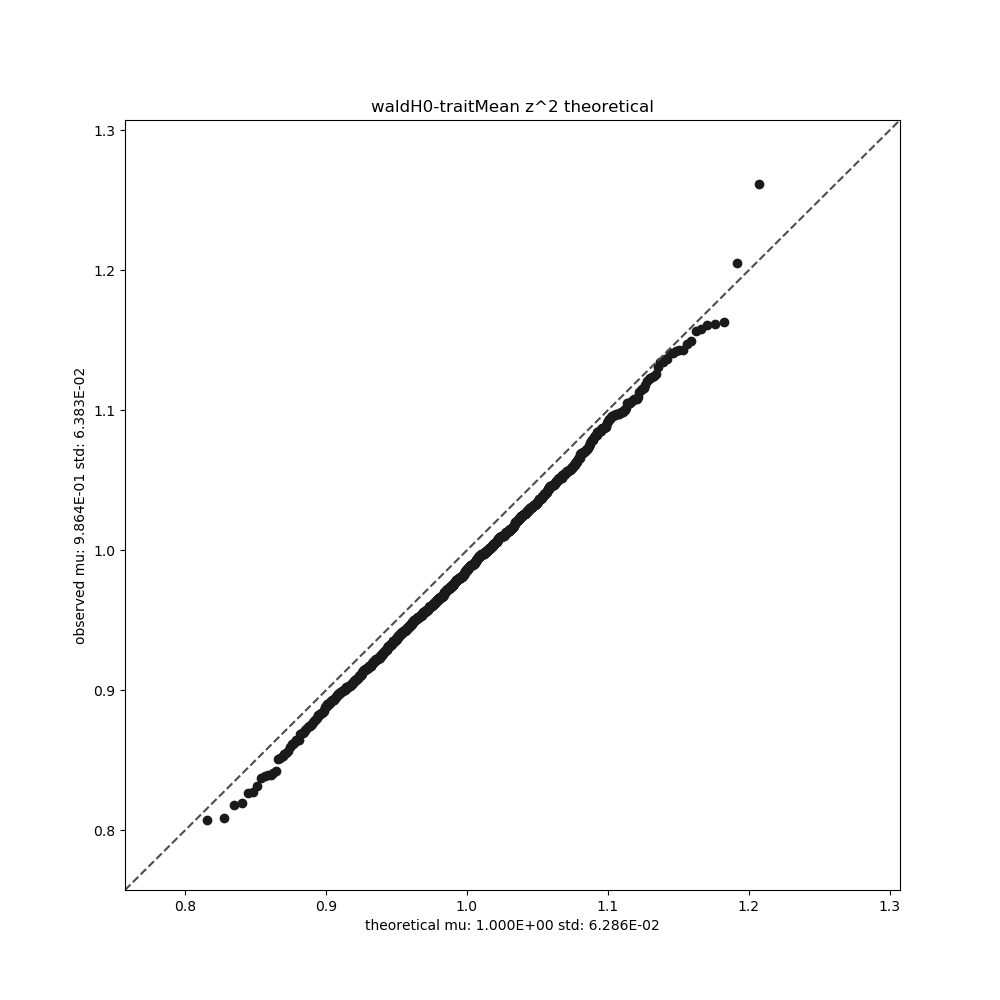 waldH0-traitMean z^2 theoretical
1.3
1.2
1.1
1.0
0.9
0.8
observed mu: 9.864E-01 std: 6.383E-02
0.8 0.9 1.0 1.1 1.2 1.3
theoretical mu: 1.000E+00 std: 6.286E-02